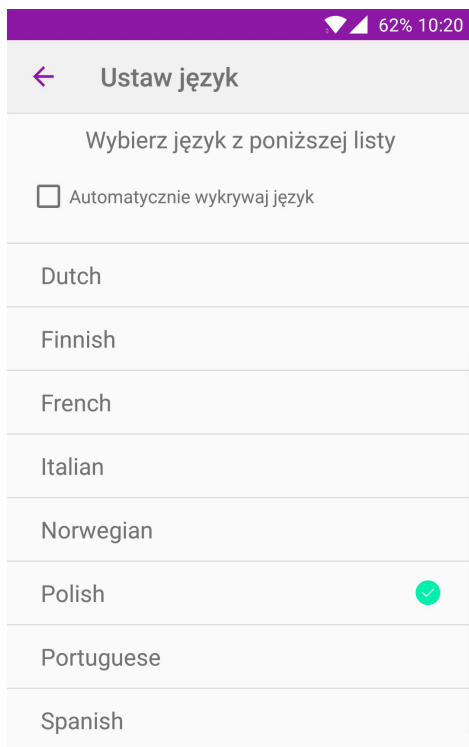 62% 10:20
Ustaw język
Wybierz język z poniższej listy
Automatycznie wykrywaj język
Dutch
Finnish
French
Italian
Norwegian
Polish
Portuguese
Spanish